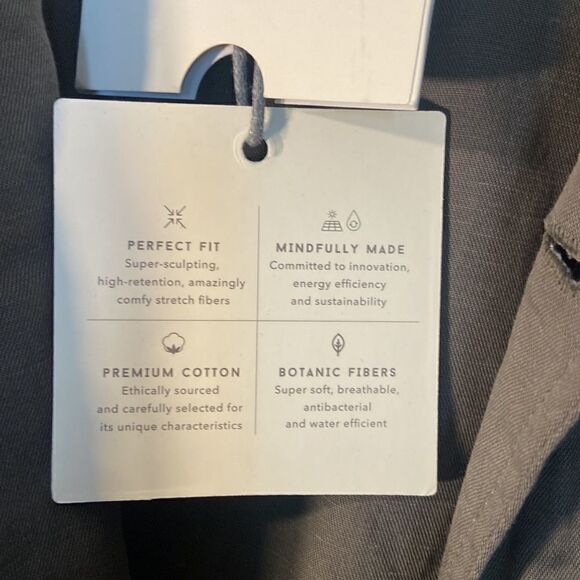 PERFECT FIT
Super-sculpting,
high-retention, amazingly
comfy stretch fibers
MINDFULLY MADE
Committed to innovation,
energy efficiency
and sustainability
PREMIUM COTTON
Ethically sourced
and carefully selected for
its unique characteristics
BOTANIC FIBERS
Super soft, breathable,
antibacterial
and water efficient